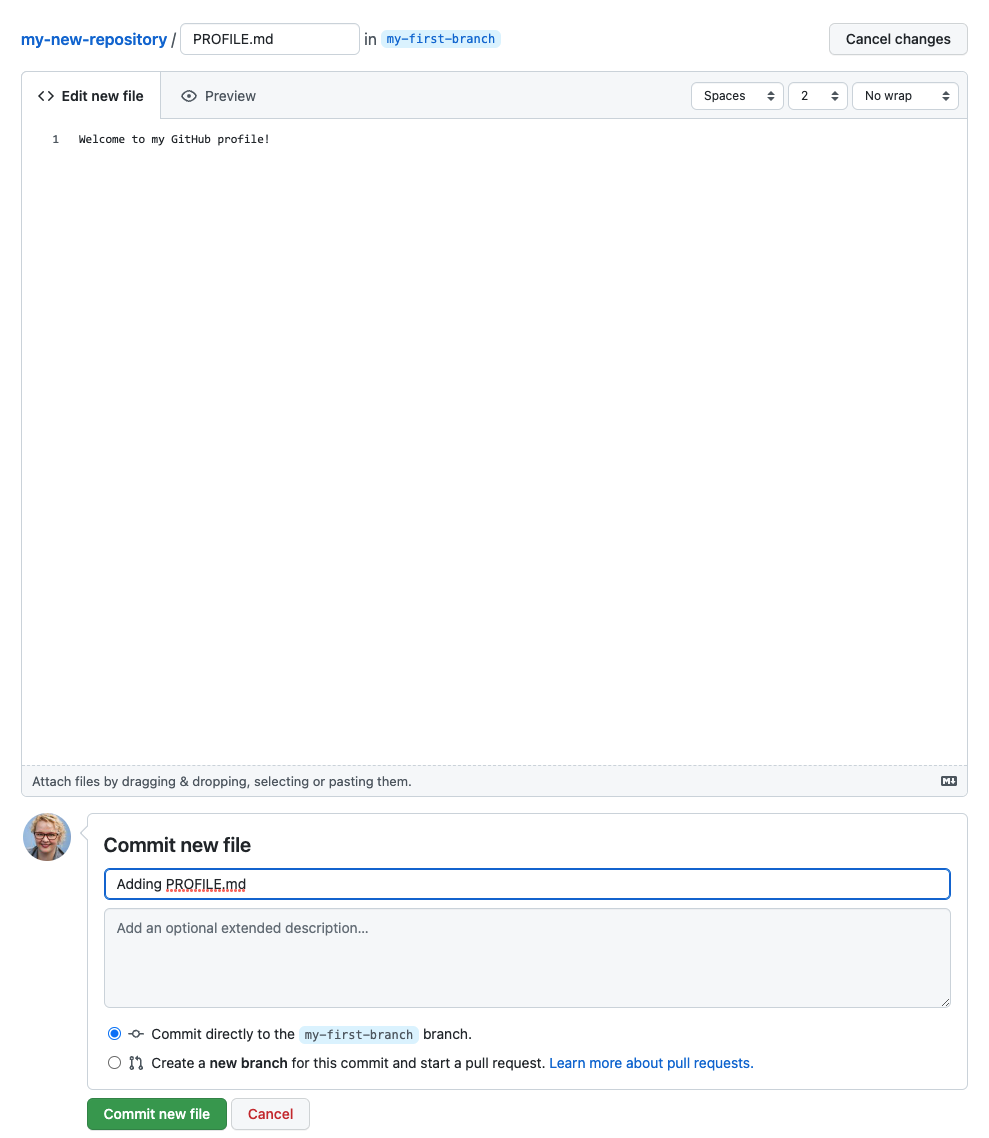 my-new-repository / PROFILE.md in my-first-branch Cancel changes
<> Edit new file Preview Spaces 2 No wrap
1 Welcome to my GitHub profile!
Attach files by dragging & dropping, selecting or pasting them.
Commit new file
Adding PROFILE.md
Add an optional extended description...
Commit directly to the my-first-branch branch.
Create a new branch for this commit and start a pull request. Learn more about pull requests.
Commit new file Cancel